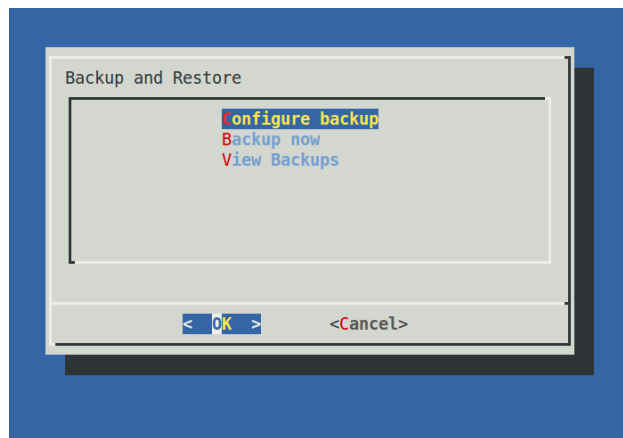 Backup and Restore
Configure backup
Backup now
View Backups
< OK > <Cancel>